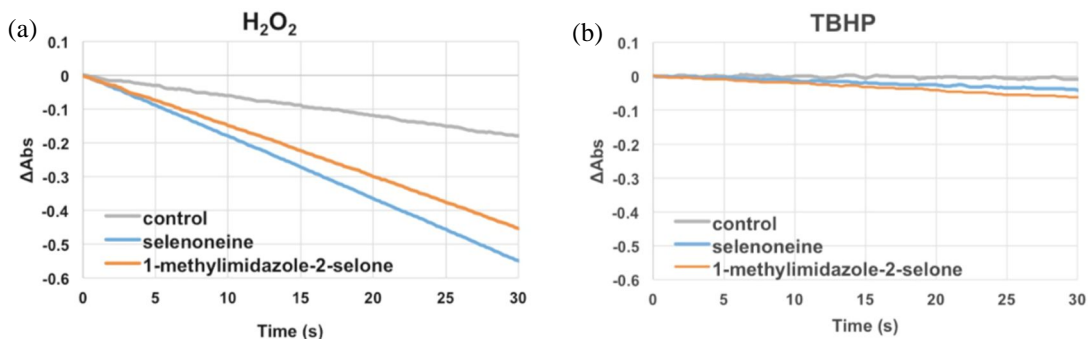 (a)
H₂O₂
0.1
0
-0.1
-0.2
-0.3
-0.4
-0.5
-0.6
ΔAbs
control
selenoneine
1-methylimidazole-2-selone
0 5 10 15 20 25 30
Time (s)
(b)
TBHP
0.1
0
-0.1
-0.2
-0.3
-0.4
-0.5
-0.6
ΔAbs
control
selenoneine
1-methylimidazole-2-selone
0 5 10 15 20 25 30
Time (s)